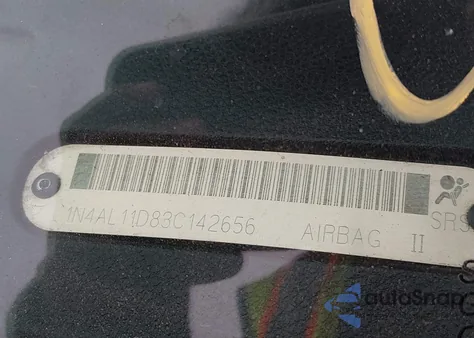 1N4AL11D83C142656 AIRBAG II SRS
autoSnap